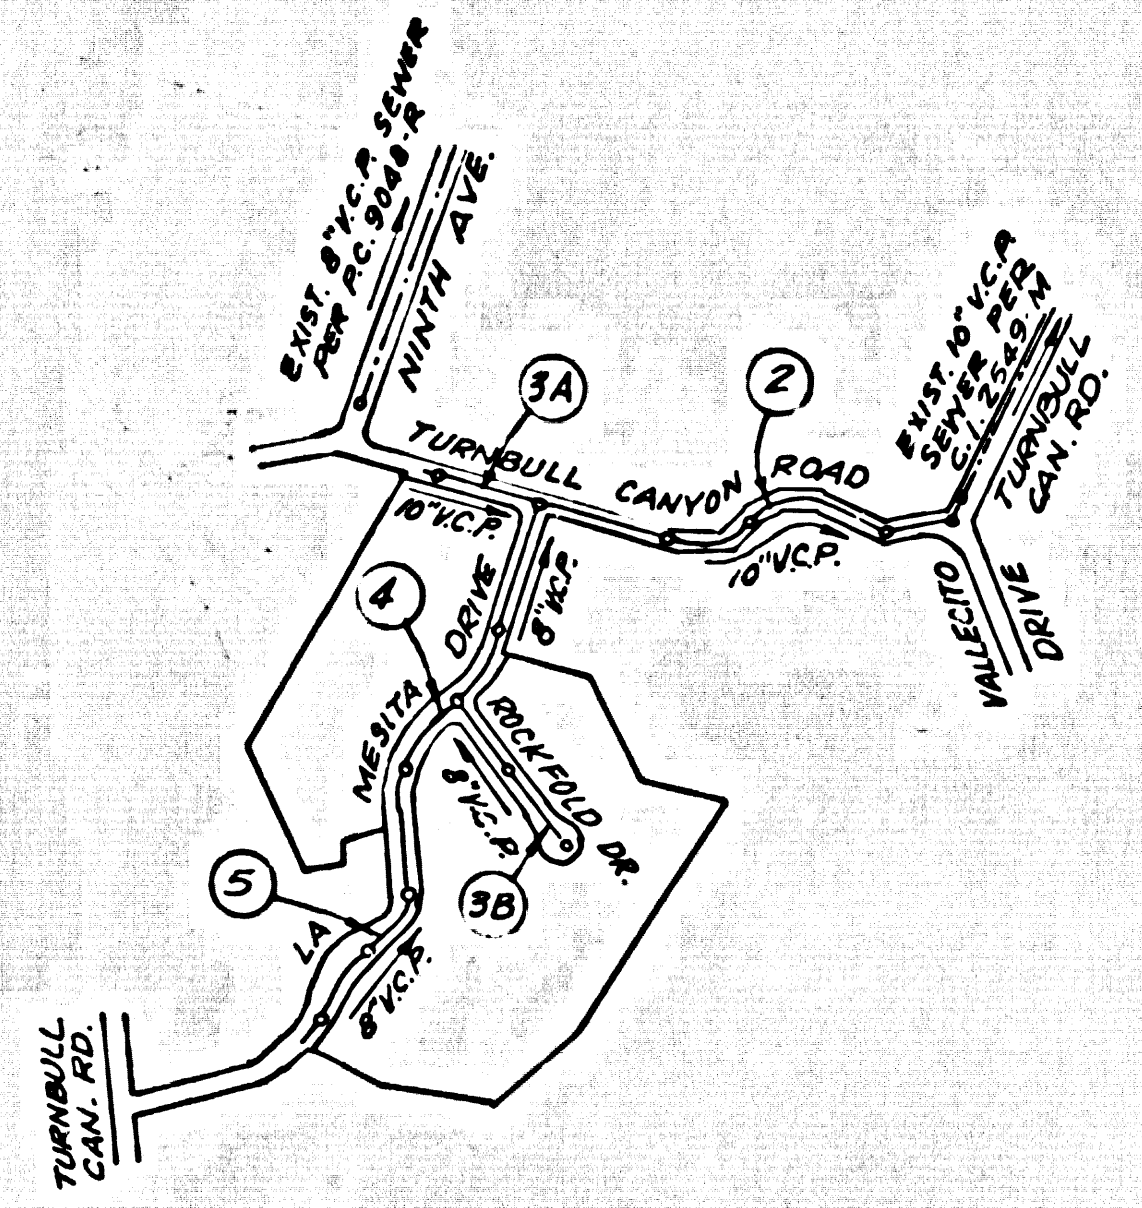 EXIST. 8" V.C.P. SEWER
PER P.C. 9048-R
NINTH AVE.
3A
2
TURNBULL CANYON ROAD
EXIST. 10" V.C.P.
SEWER PER
C.I. 2549-M
TURNBULL
CAN. RD.
10" V.C.P.
10" V.C.P.
VALLECITO
DRIVE
4
8" V.C.P.
LA MESITA DRIVE
ROCKFOLD DR.
8" V.C.P.
3B
5
8" V.C.P.
TURNBULL
CAN. RD.